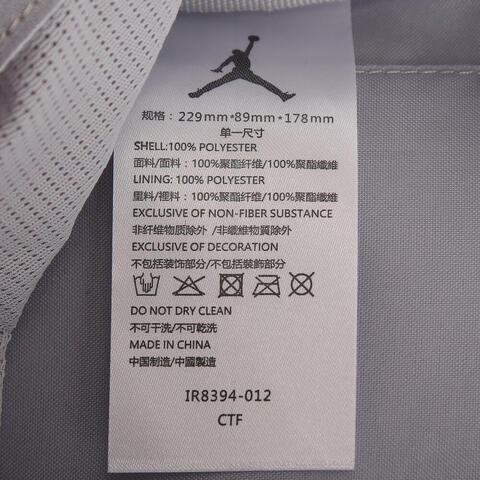 规格：229mm*89mm*178mm
单一尺寸
SHELL:100% POLYESTER
面料/面料：100%聚酯纤维/100%聚酯纖維
LINING: 100% POLYESTER
里料/裡料：100%聚酯纤维/100%聚酯纖維
EXCLUSIVE OF NON-FIBER SUBSTANCE
非纤维物质除外 /非纖維物質除外
EXCLUSIVE OF DECORATION
不包括装饰部分/不包括裝飾部分
DO NOT DRY CLEAN
不可干洗/不可乾洗
MADE IN CHINA
中国制造/中國製造
IR8394-012
CTF